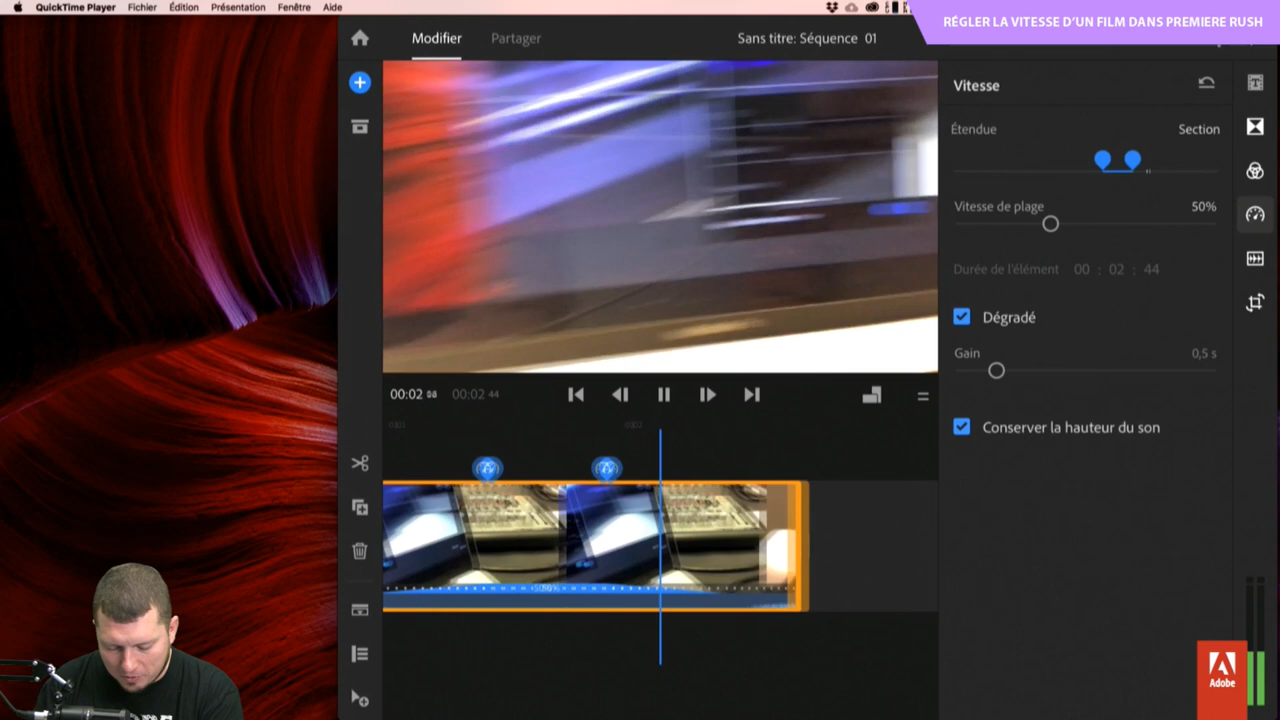 QuickTime Player Fichier Édition Présentation Fenêtre Aide
RÉGLER LA VITESSE D'UN FILM DANS PREMIERE RUSH
Modifier Partager Sans titre: Séquence 01
Vitesse
Étendue Section
Vitesse de plage 50%
Durée de l'élément 00 : 02 : 44
Dégradé
Gain 0,5 s
Conserver la hauteur du son
00:02 08 00:02 44
Adobe